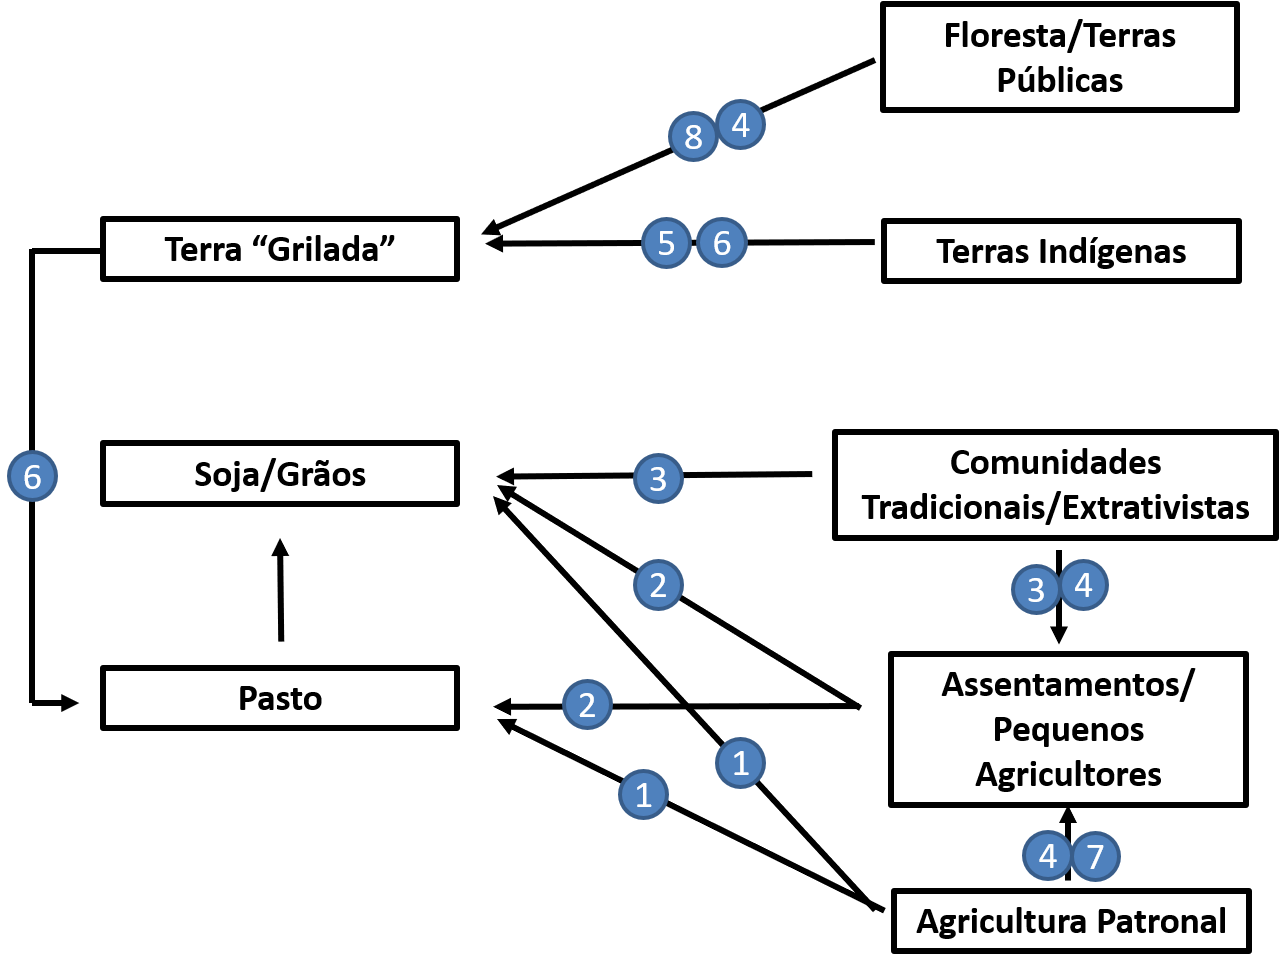 Floresta/Terras
Públicas
8 4
Terra “Grilada”
5 6
Terras Indígenas
6
Soja/Grãos
3
Comunidades
Tradicionais/Extrativistas
2
3 4
Pasto
2
Assentamentos/
Pequenos
Agricultores
1
1
4 7
Agricultura Patronal